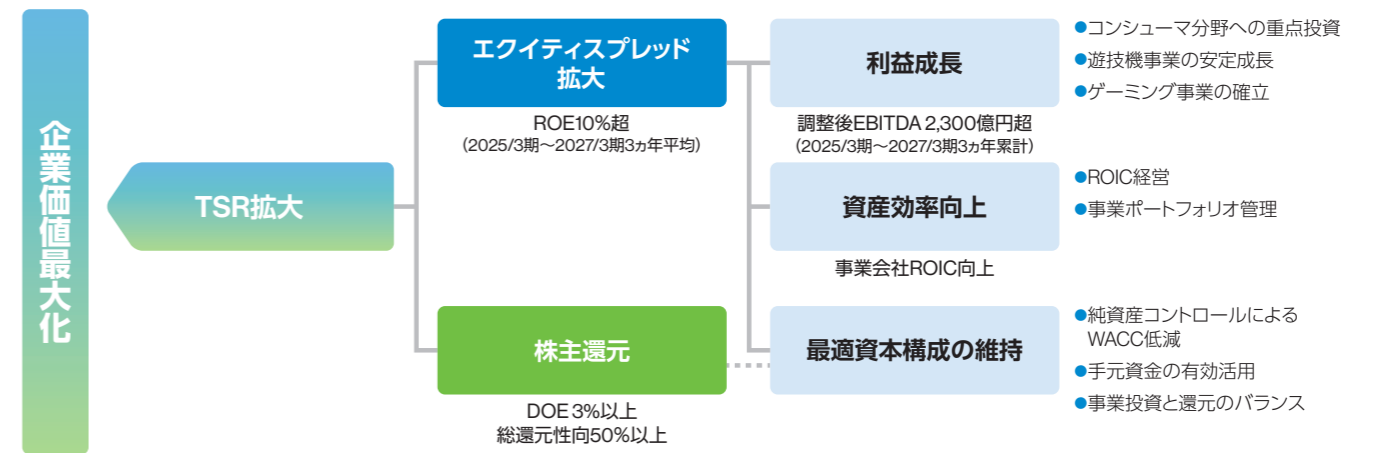 企業価値最大化
TSR拡大
エクイティスプレッド
拡大
ROE10%超
(2025/3期～2027/3期3ヵ年平均)
株主還元
DOE 3%以上
総還元性向50%以上
利益成長
調整後EBITDA 2,300億円超
(2025/3期～2027/3期3ヵ年累計)
●コンシューマ分野への重点投資
●遊技機事業の安定成長
●ゲーミング事業の確立
資産効率向上
事業会社ROIC向上
●ROIC経営
●事業ポートフォリオ管理
最適資本構成の維持
●純資産コントロールによる
WACC低減
●手元資金の有効活用
●事業投資と還元のバランス